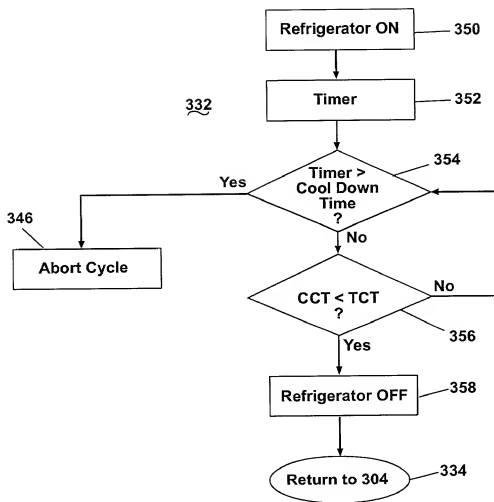 Refrigerator ON
350
Timer
352
332
354
Timer >
Cool Down
Time
?
Yes
No
346
Abort Cycle
CCT < TCT
?
No
356
Yes
Refrigerator OFF
358
Return to 304
334